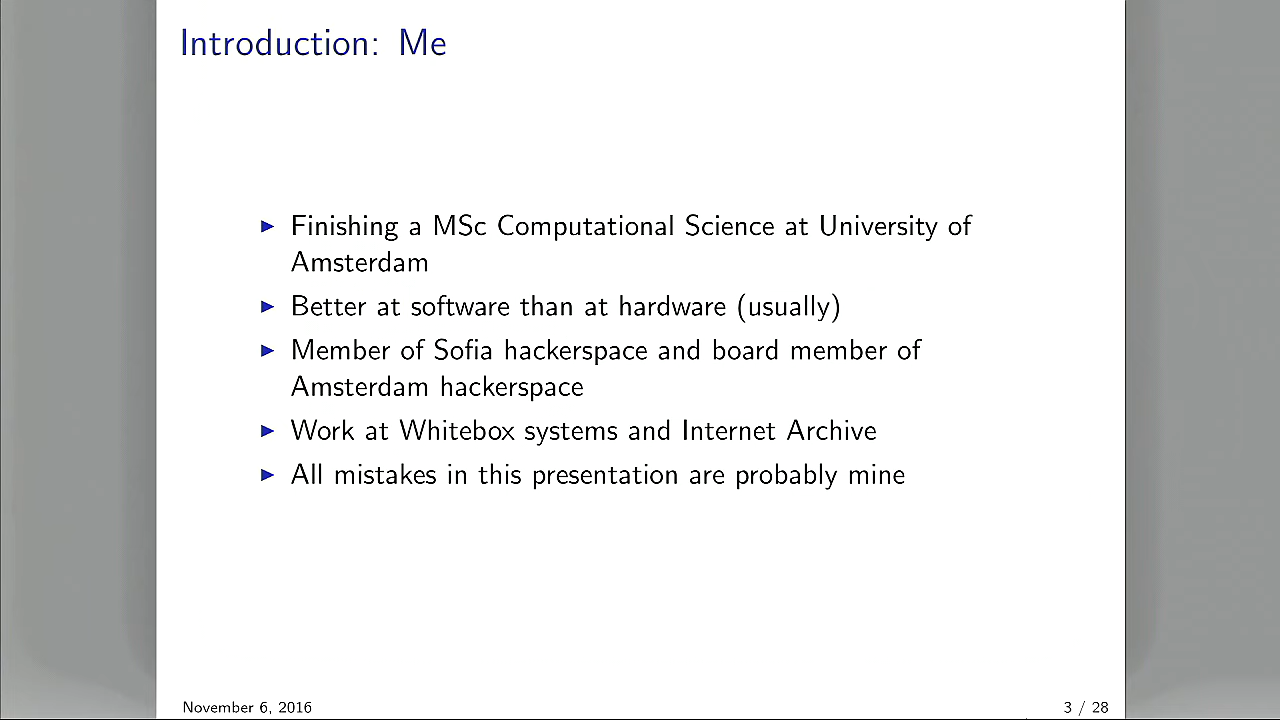 Introduction: Me
Finishing a MSc Computational Science at University of
Amsterdam
Better at software than at hardware (usually)
Member of Sofia hackerspace and board member of
Amsterdam hackerspace
Work at Whitebox systems and Internet Archive
All mistakes in this presentation are probably mine
November 6, 2016
3 / 28